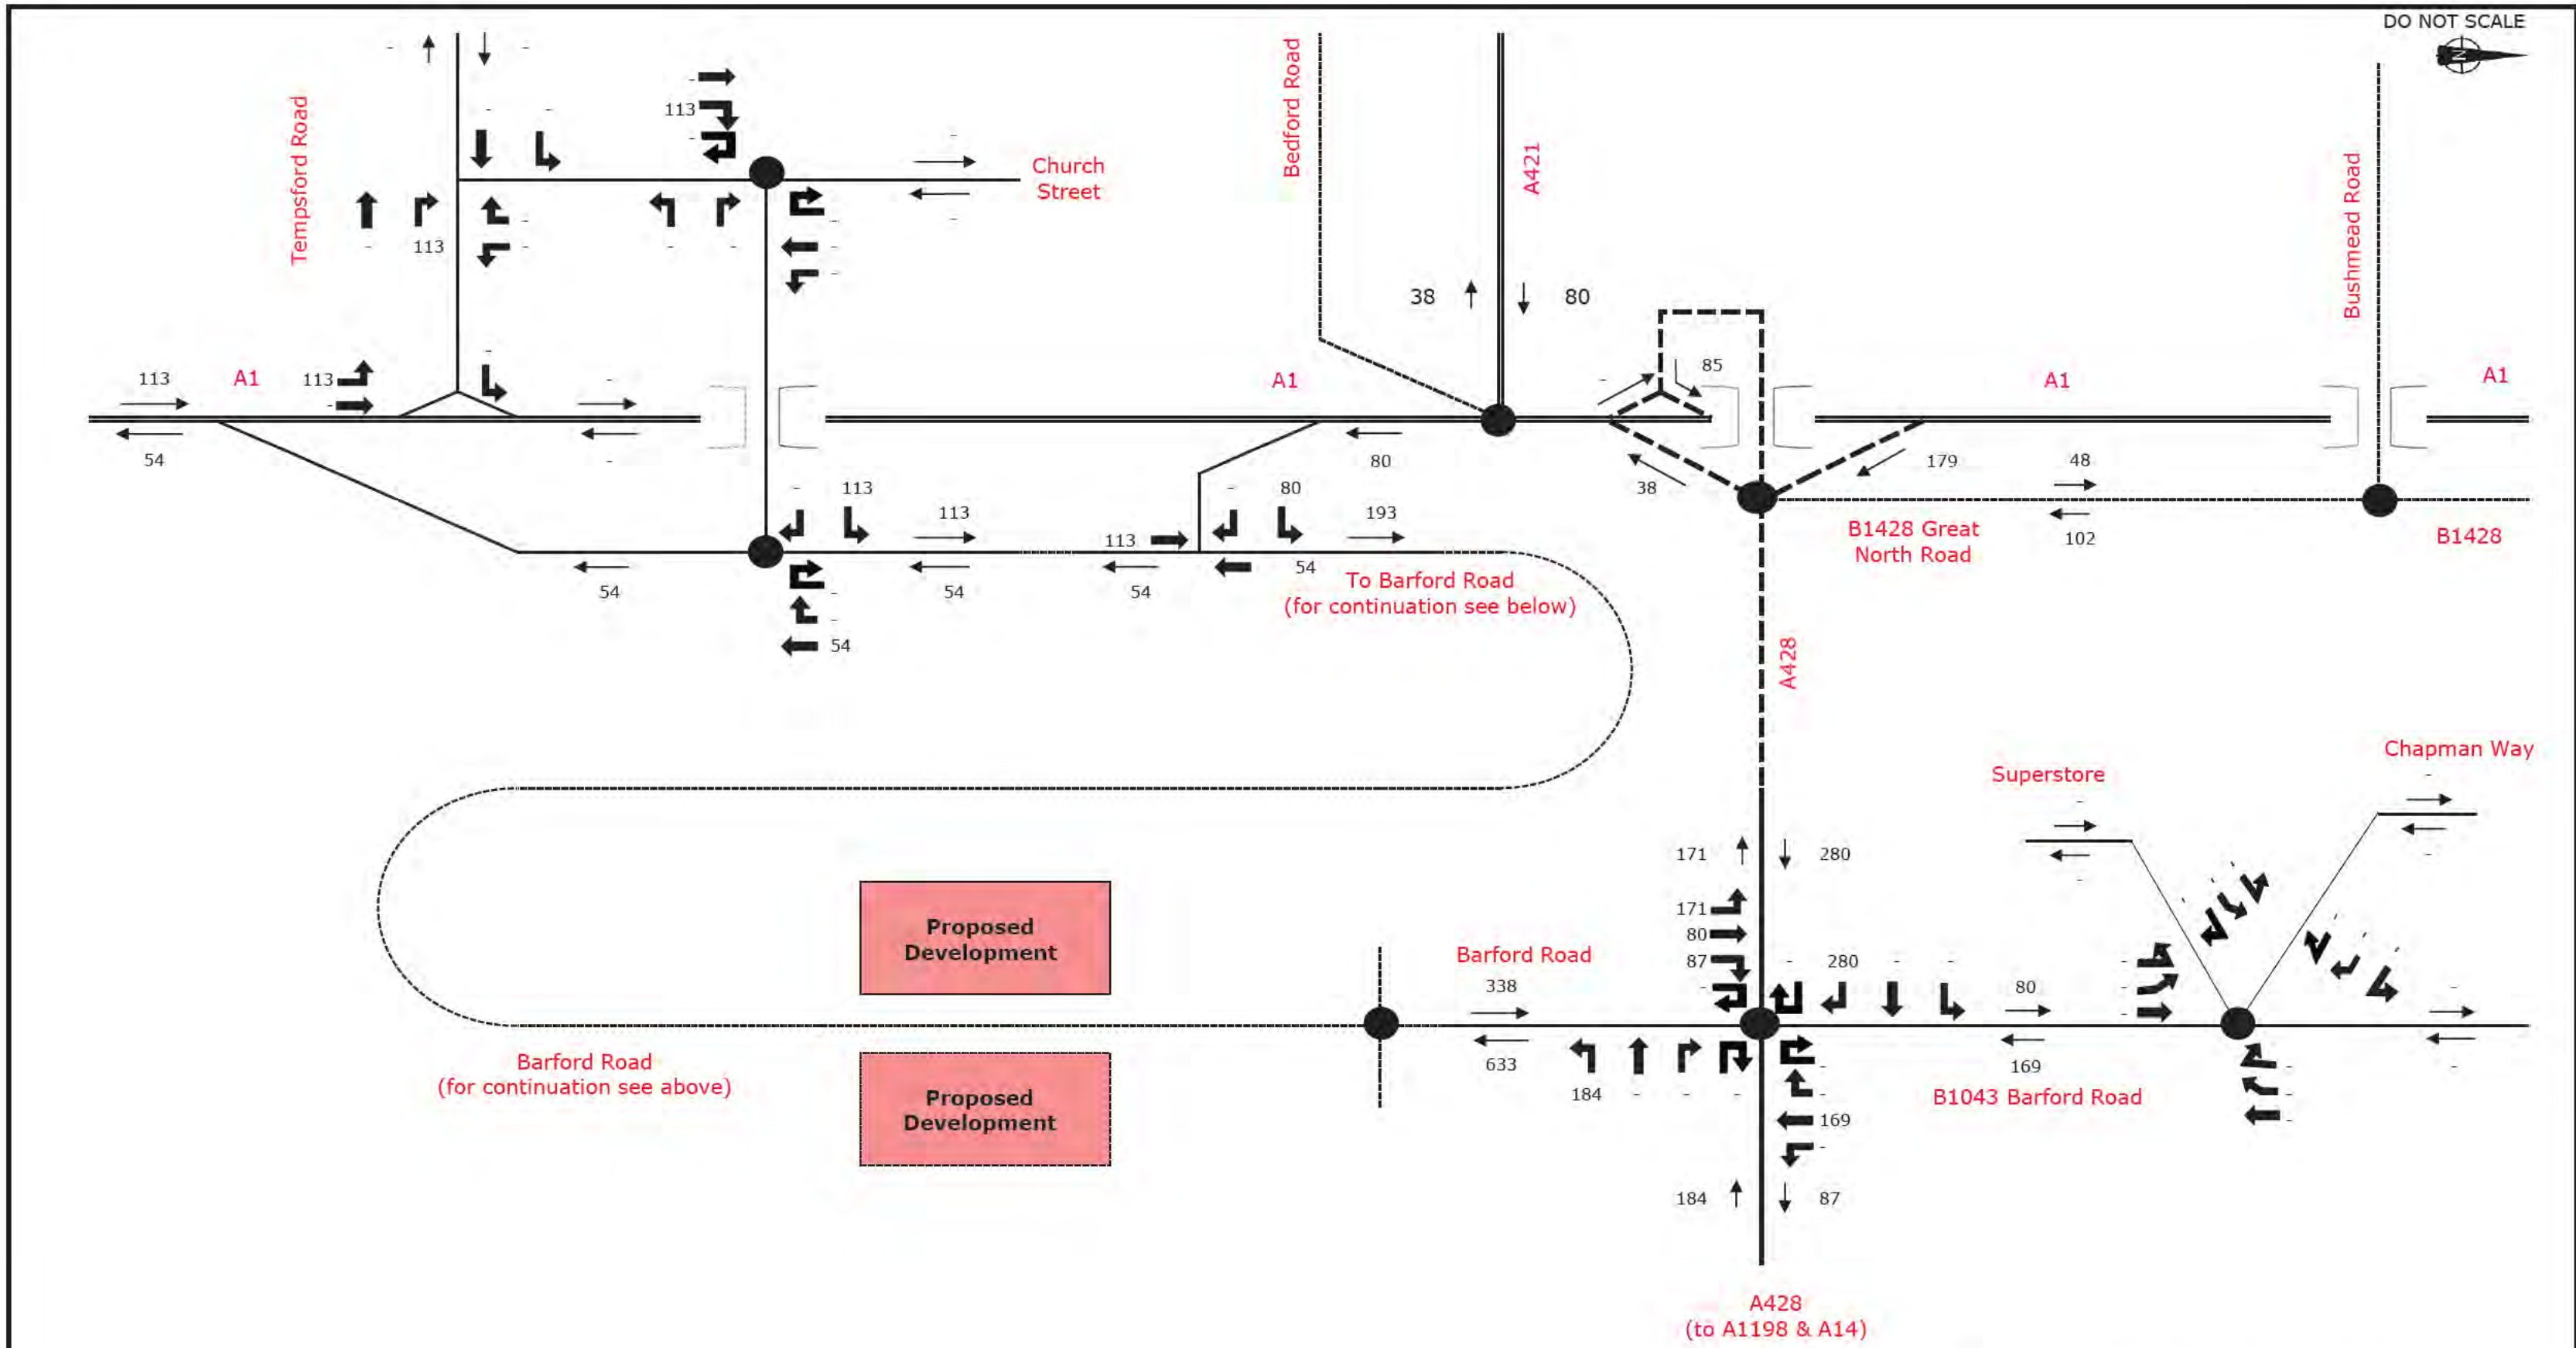 DO NOT SCALE
N
Tempsford Road
Bedford Road
A421
Bushmead Road
-
-
-
-
-
113
-
Church
Street
-
-
-
113
-
-
-
-
-
-
-
38
80
113
A1
113
-
-
-
A1
-
85
A1
A1
54
-
80
38
179
48
102
B1428 Great
North Road
B1428
-
113
113
113
-
80
193
54
54
54
54
-
-
54
To Barford Road
(for continuation see below)
A428
Superstore
Chapman Way
-
-
-
-
171
280
171
80
87
-
-
280
-
-
Proposed
Development
Proposed
Development
Barford Road
(for continuation see above)
Barford Road
338
633
184
-
-
-
-
-
169
-
80
169
B1043 Barford Road
-
-
-
-
-
-
-
-
184
87
A428
(to A1198 & A14)